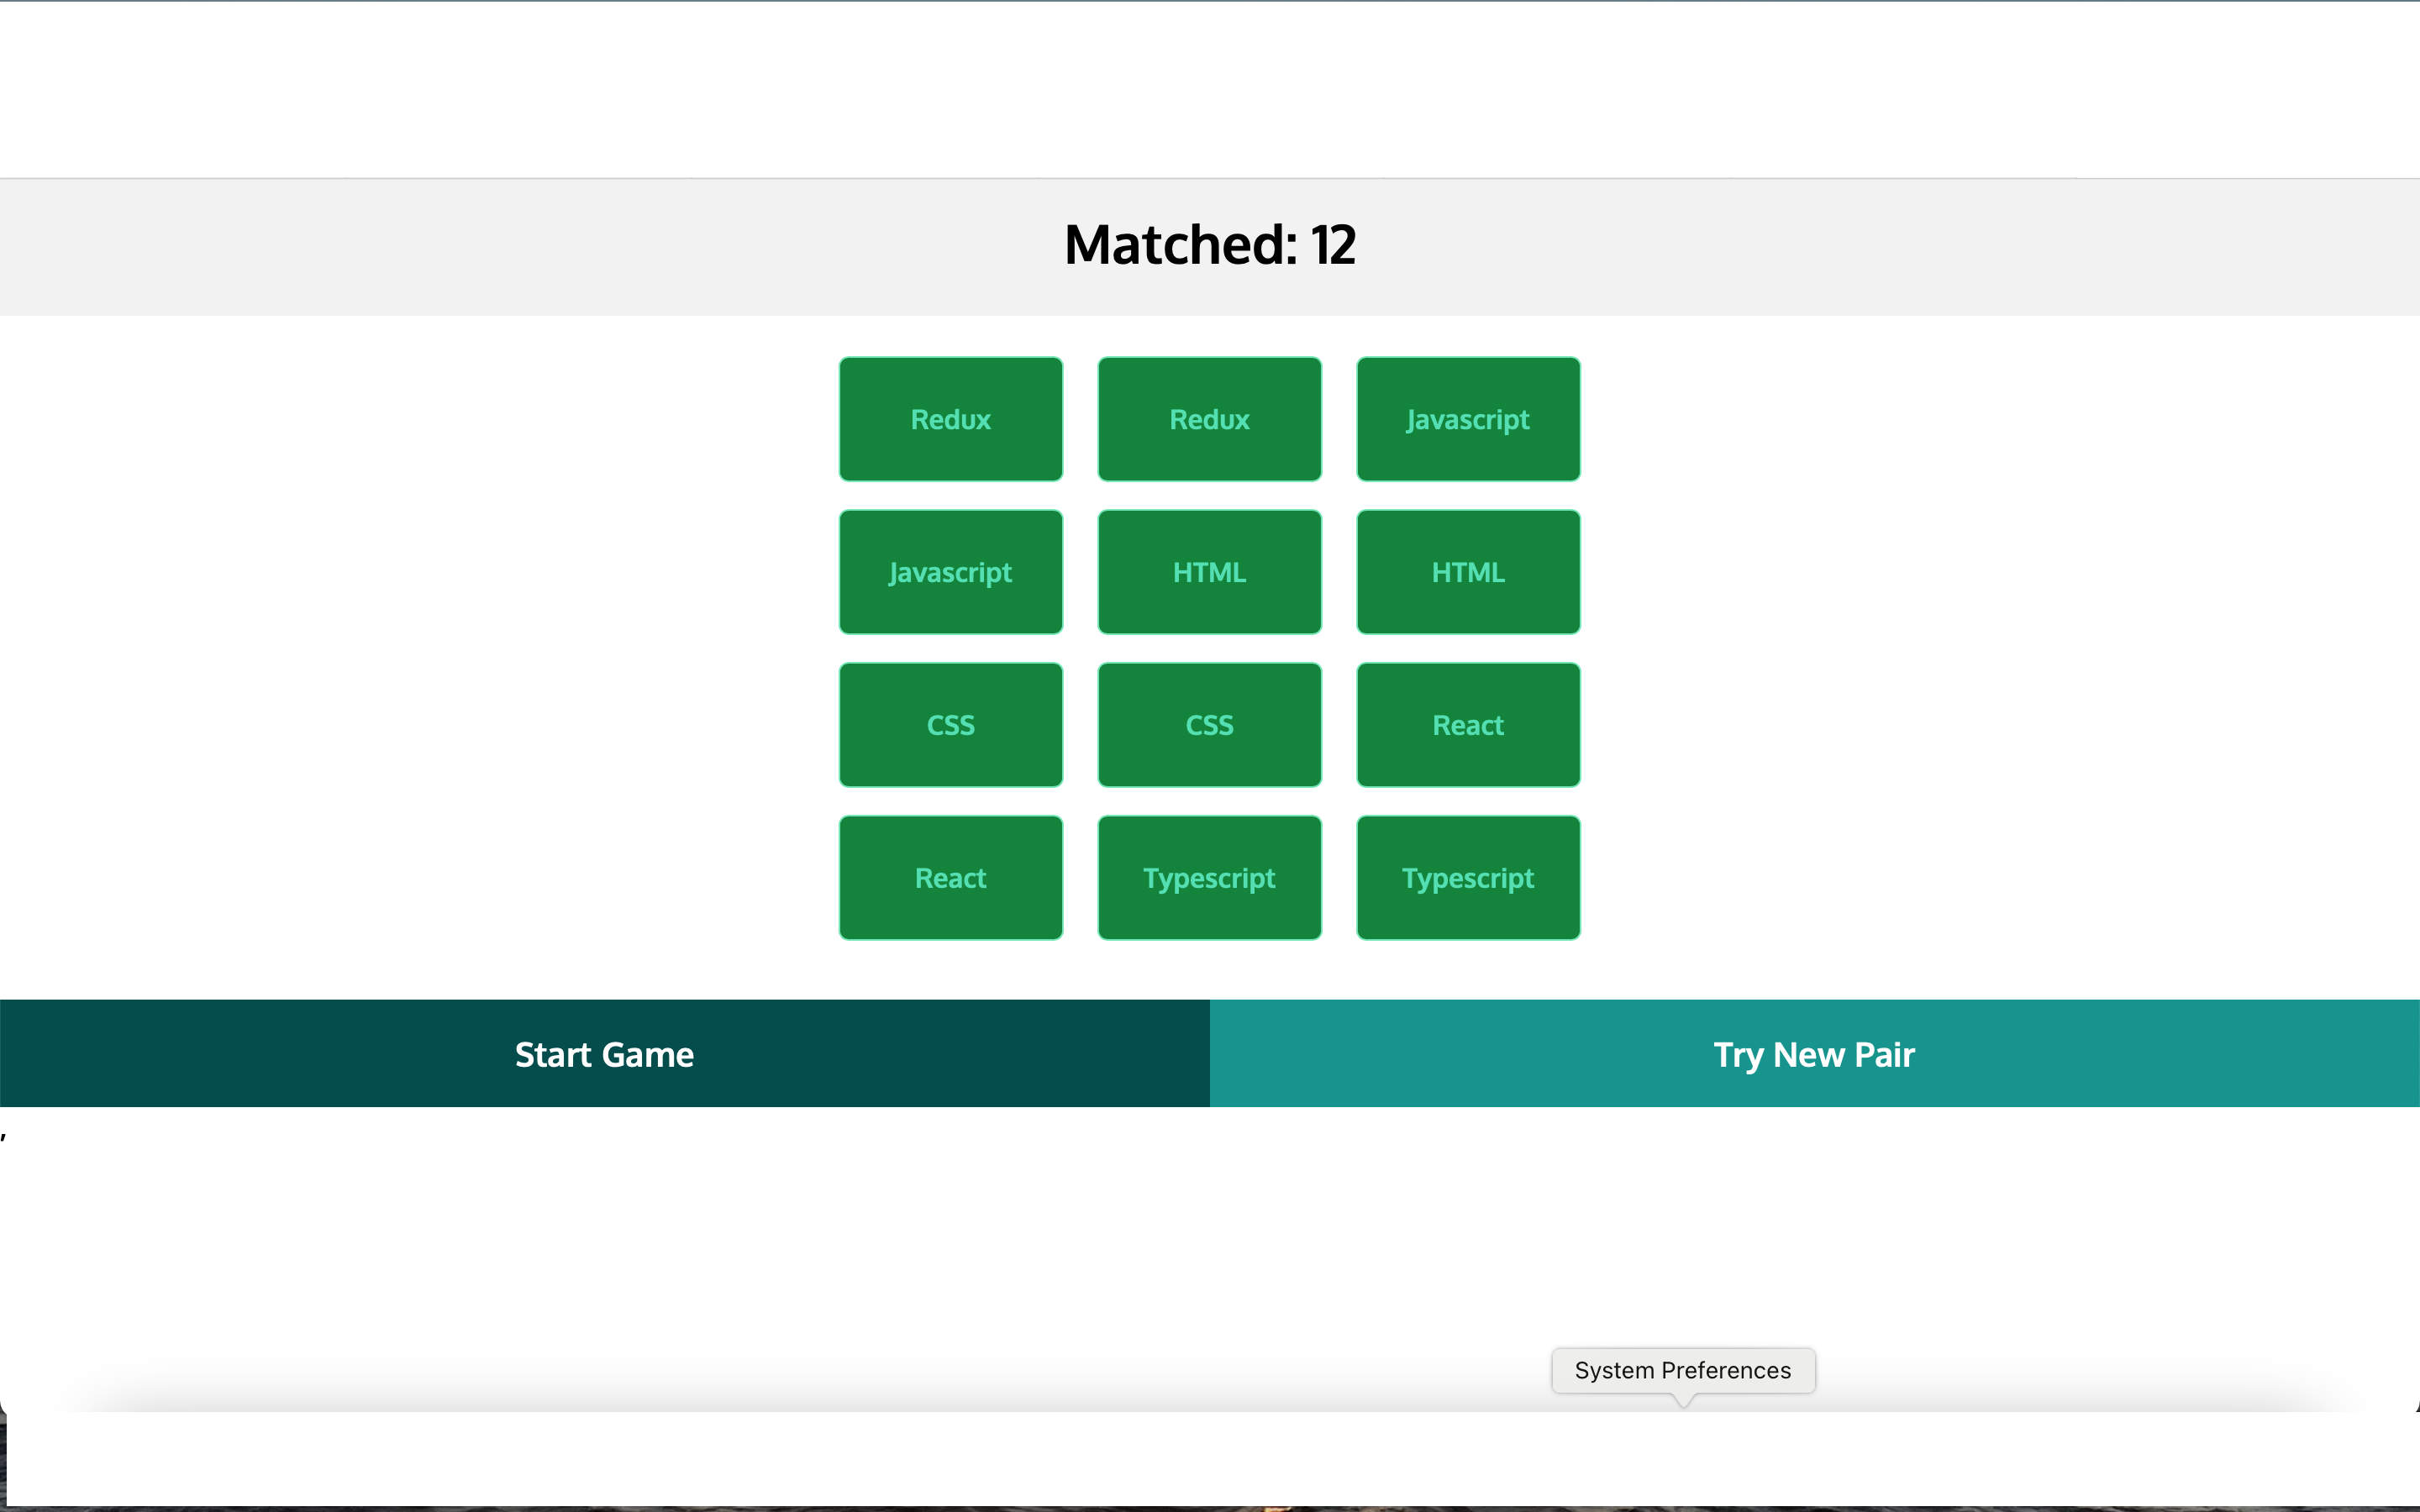 Matched: 12
Redux Redux Javascript
Javascript HTML HTML
CSS CSS React
React Typescript Typescript
Start Game Try New Pair
,
System Preferences